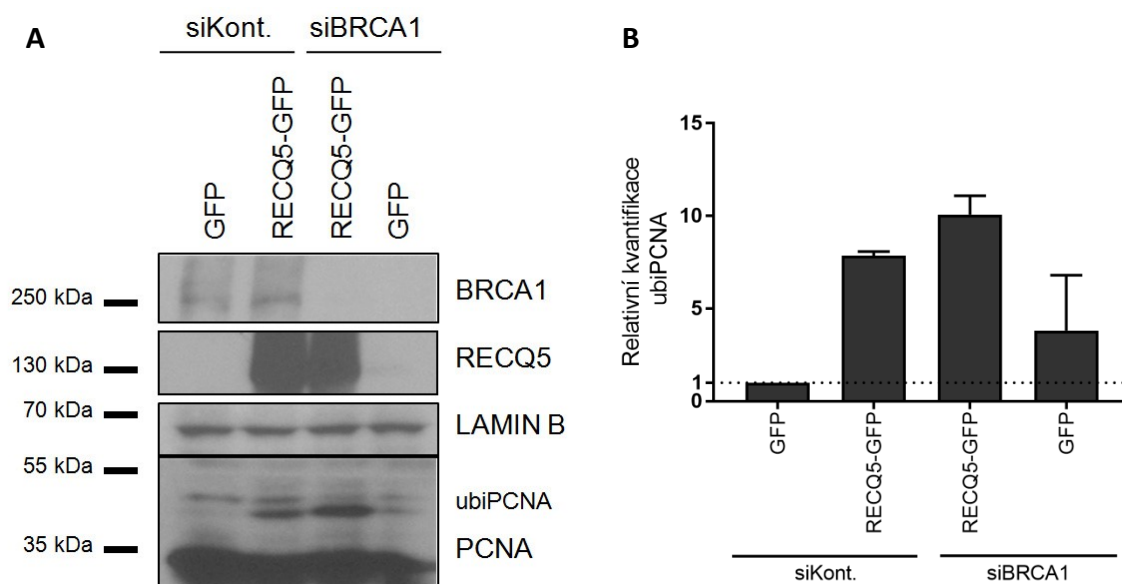 A
siKont. siBRCA1
GFP
RECQ5-GFP
RECQ5-GFP
GFP
250 kDa
BRCA1
130 kDa
RECQ5
70 kDa
LAMIN B
55 kDa
ubiPCNA
35 kDa
PCNA
B
Relativní kvantifikace
ubiPCNA
15
10
5
1
0
GFP
RECQ5-GFP
RECQ5-GFP
GFP
siKont. siBRCA1